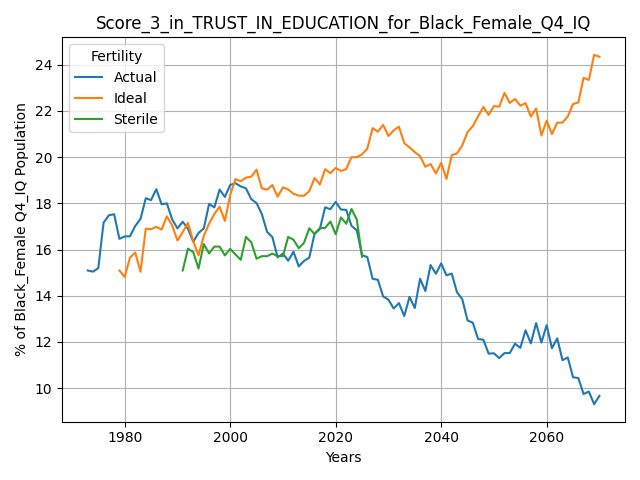 Score_3_in_TRUST_IN_EDUCATION_for_Black_Female_Q4_IQ
% of Black_Female Q4_IQ Population
24
22
20
18
16
14
12
10
Fertility
Actual
Ideal
Sterile
1980 2000 2020 2040 2060
Years